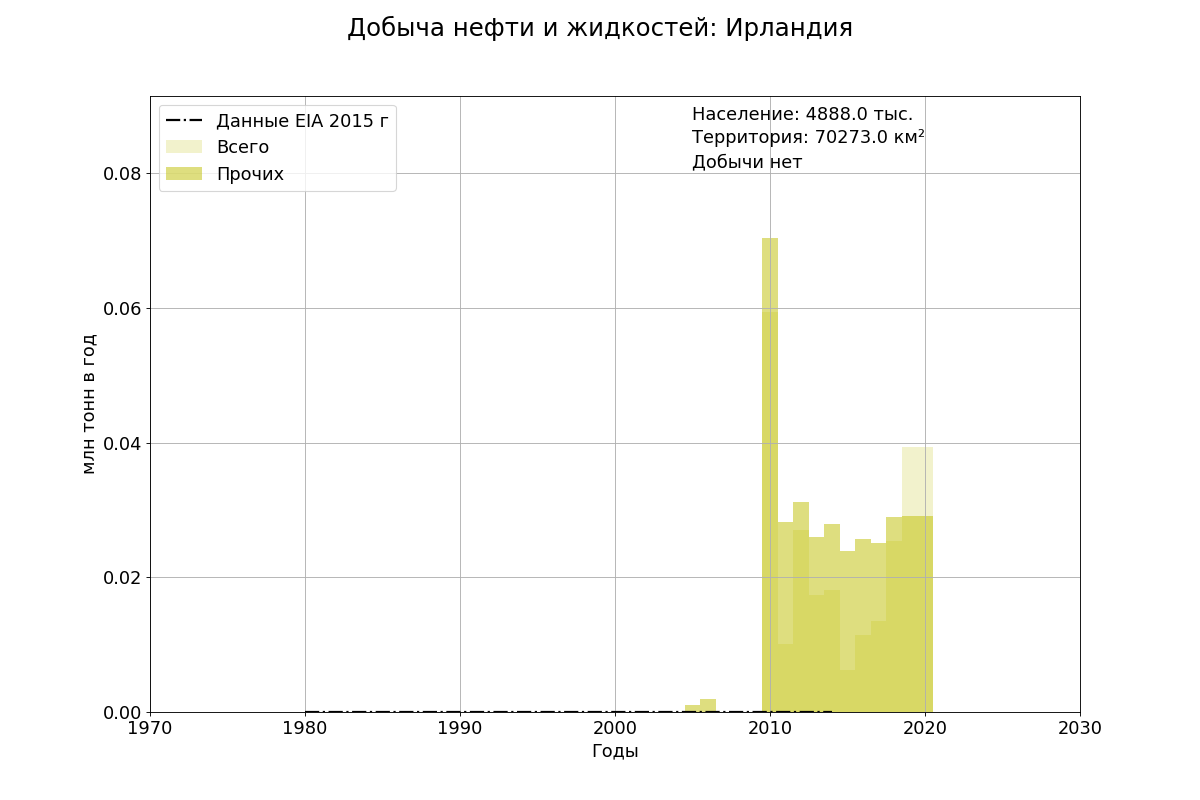 Добыча нефти и жидкостей: Ирландия
Данные EIA 2015 г
Всего
Прочих
Население: 4888.0 тыс.
Территория: 70273.0 км²
Добычи нет
млн тонн в год
0.08
0.06
0.04
0.02
0.00
1970 1980 1990 2000 2010 2020 2030
Годы